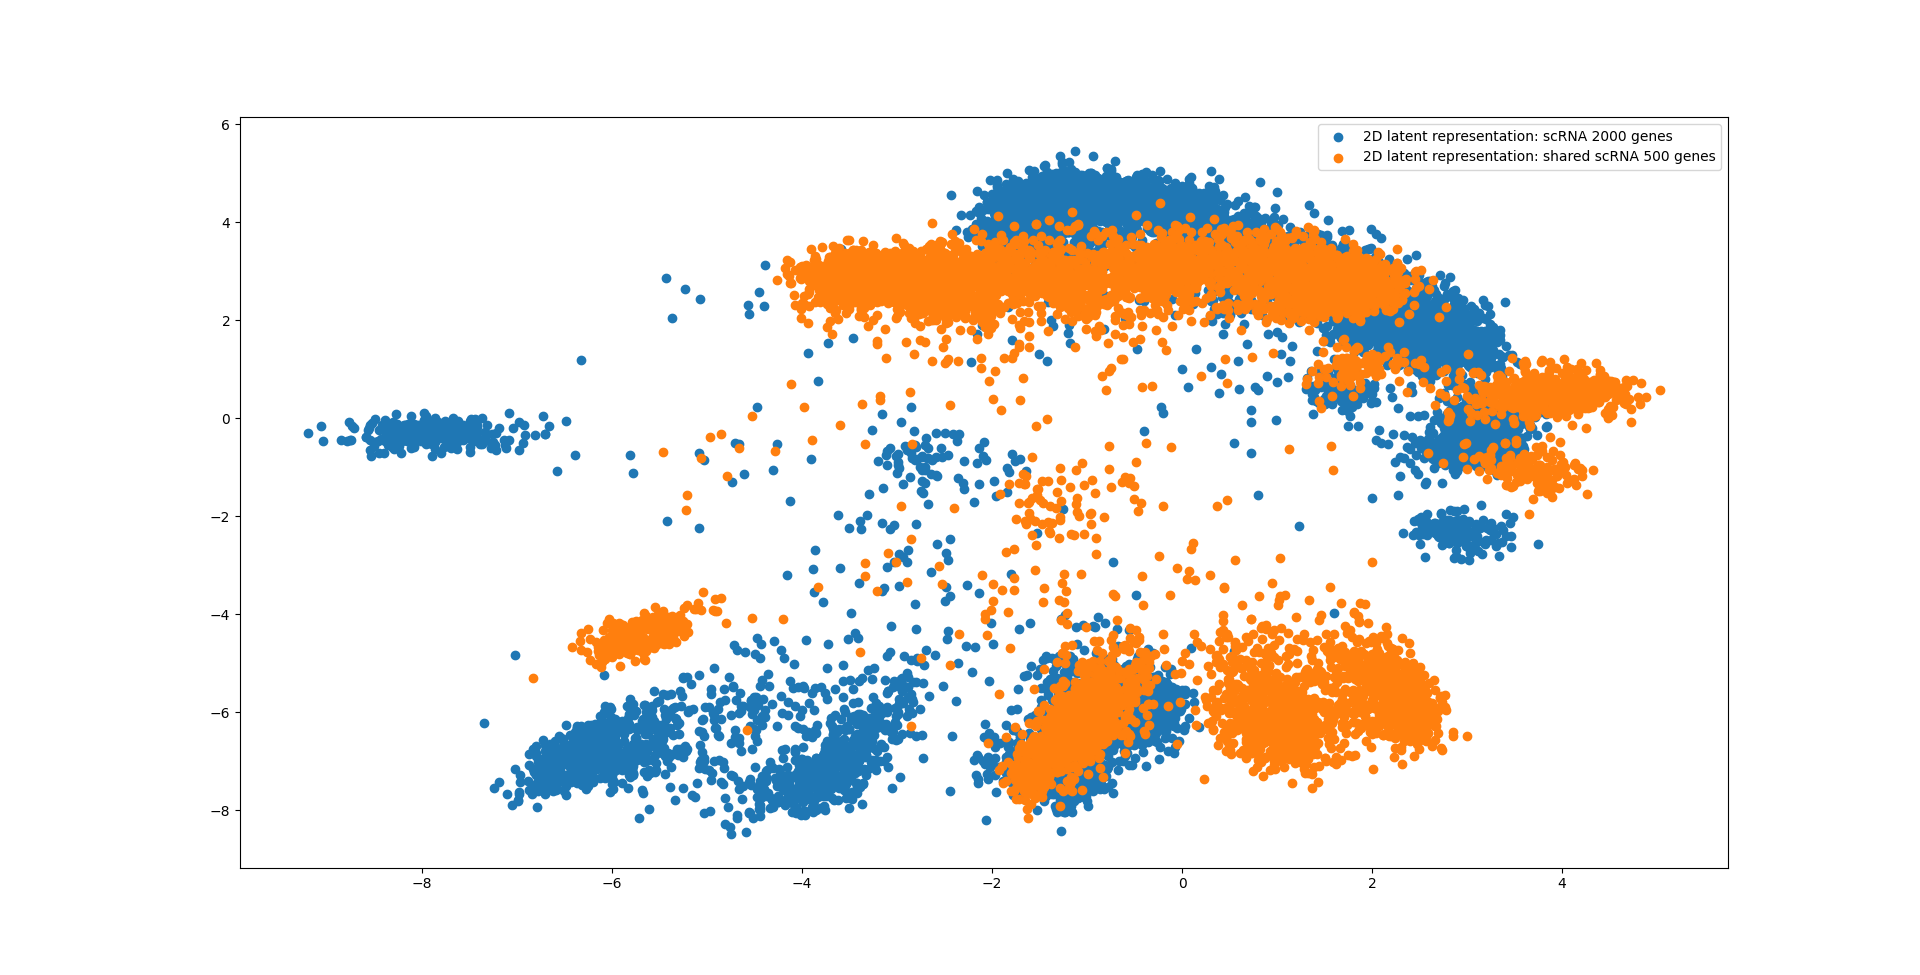 2D latent representation: scRNA 2000 genes
2D latent representation: shared scRNA 500 genes
6
4
2
0
−2
−4
−6
−8
−8 −6 −4 −2 0 2 4